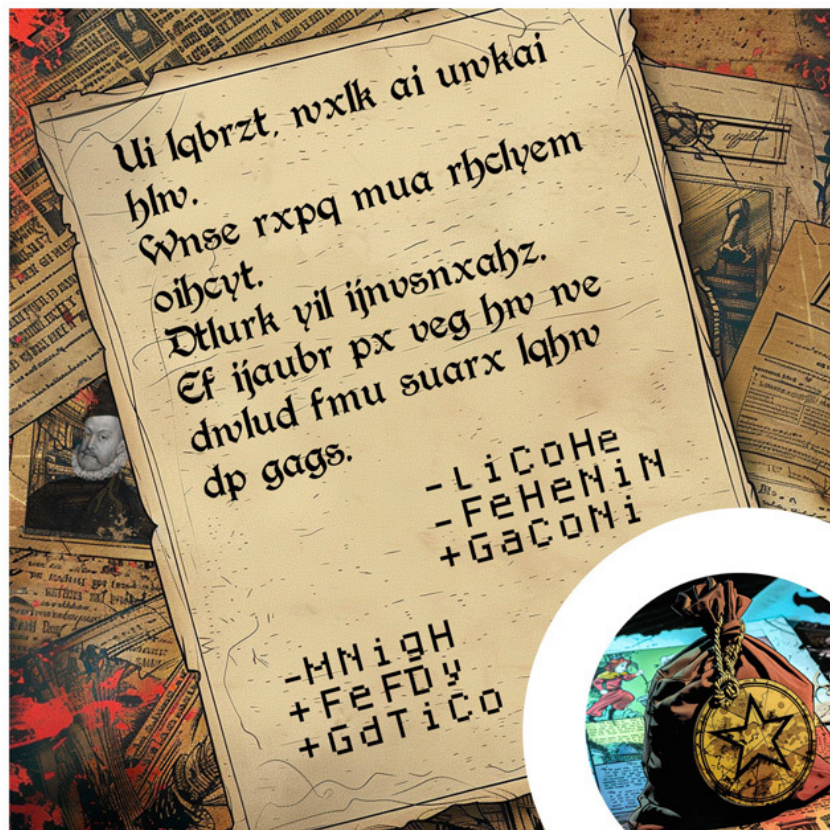 Ui lqbrzt, wxlk ai uwkai
hlw.
Wnse rxpq mua rhclyem
oihcyt.
Dtlurk yil ijnvsnxahz.
Ef ijaubr px veg hw we
dwlud fmu suarx lqhw
dp gags.
-LiCoHe
-FeHeNiN
+GaCoNi
-MNigH
+FeFDy
+GdTiCo